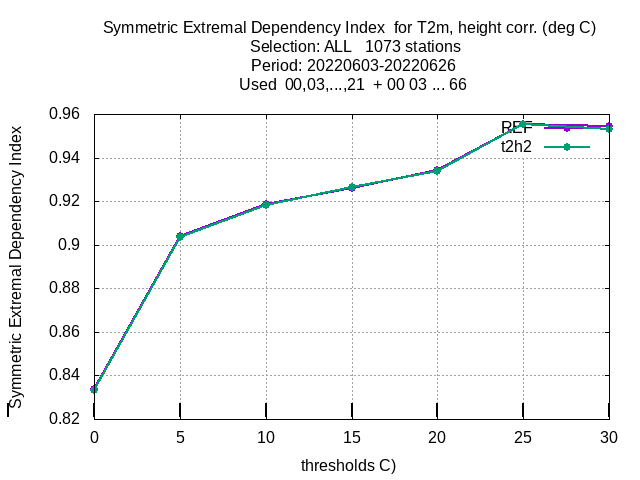 Symmetric Extremal Dependency Index  for T2m, height corr. (deg C)
Selection: ALL   1073 stations
Period: 20220603-20220626
Used  00,03,...,21  + 00 03 ... 66
Symmetric Extremal Dependency Index
0.96
0.94
0.92
0.9
0.88
0.86
0.84
0.82
REF
t2h2
0 5 10 15 20 25 30
thresholds C)